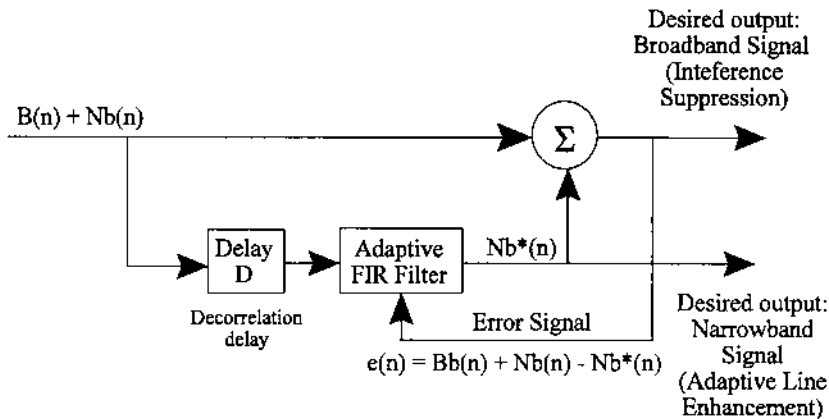 Desired output:
Broadband Signal
(Inteference
Suppression)
B(n) + Nb(n)
Σ
Delay
D
Adaptive
FIR Filter
Nb*(n)
Decorrelation
delay
Error Signal
e(n) = Bb(n) + Nb(n) - Nb*(n)
Desired output:
Narrowband
Signal
(Adaptive Line
Enhancement)